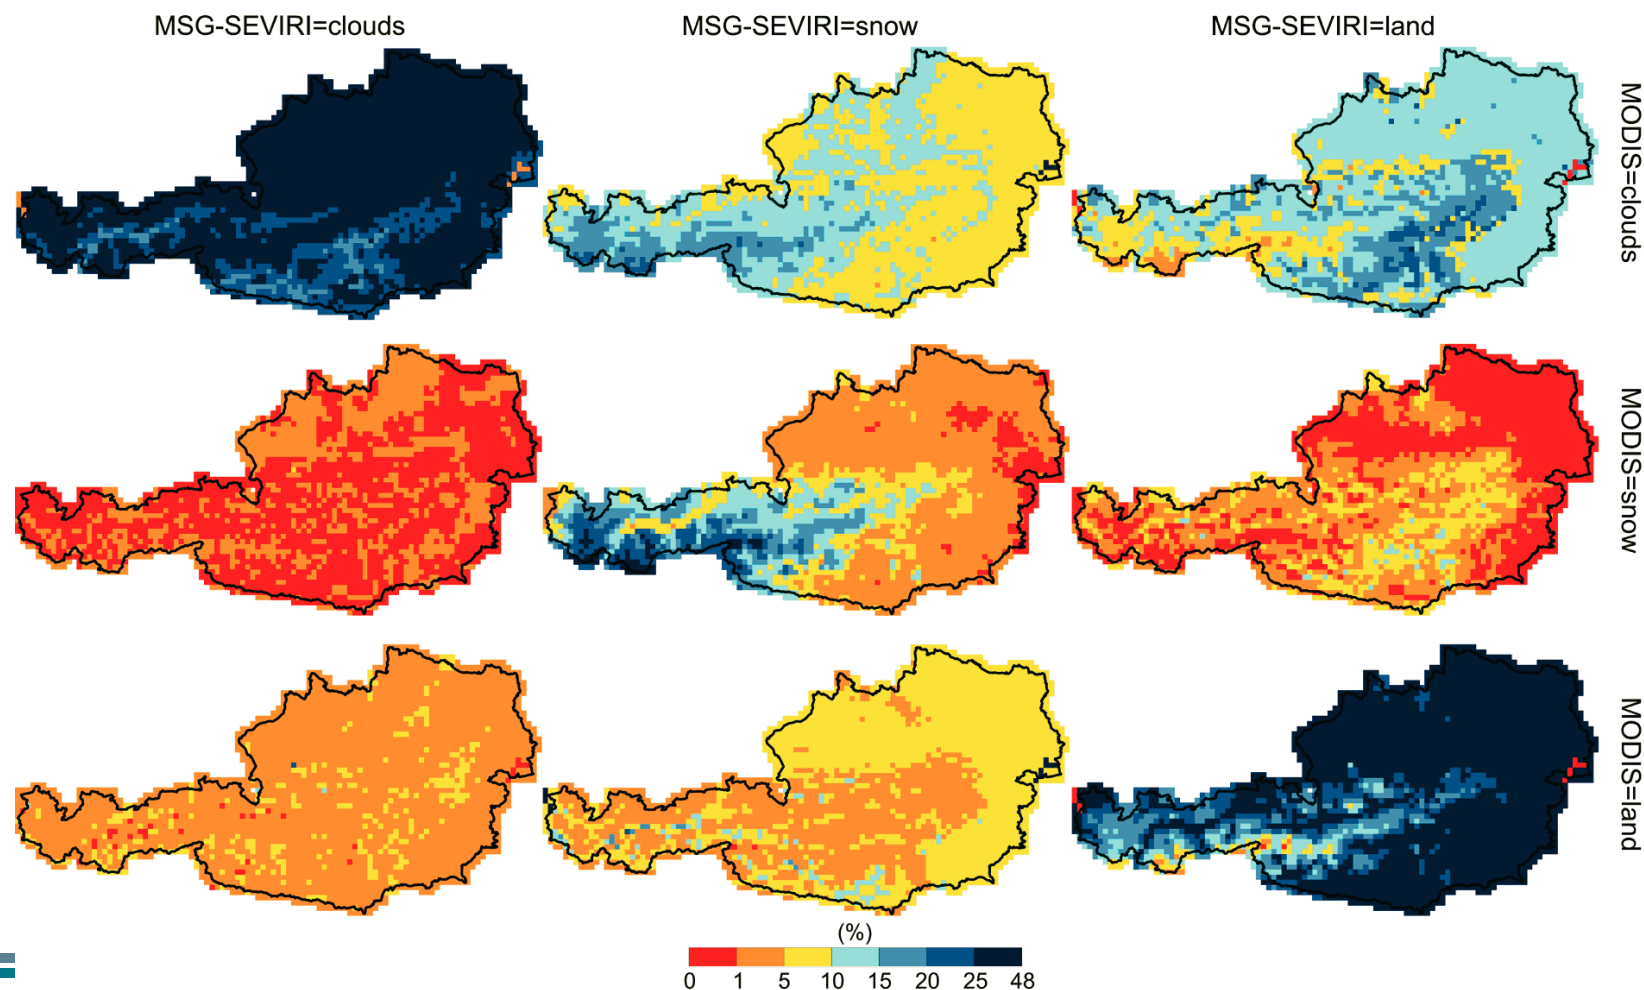 MSG-SEVIRI=clouds
MSG-SEVIRI=snow
MSG-SEVIRI=land
MODIS=clouds
MODIS=snow
MODIS=land
(%)
0 1 5 10 15 20 25 48